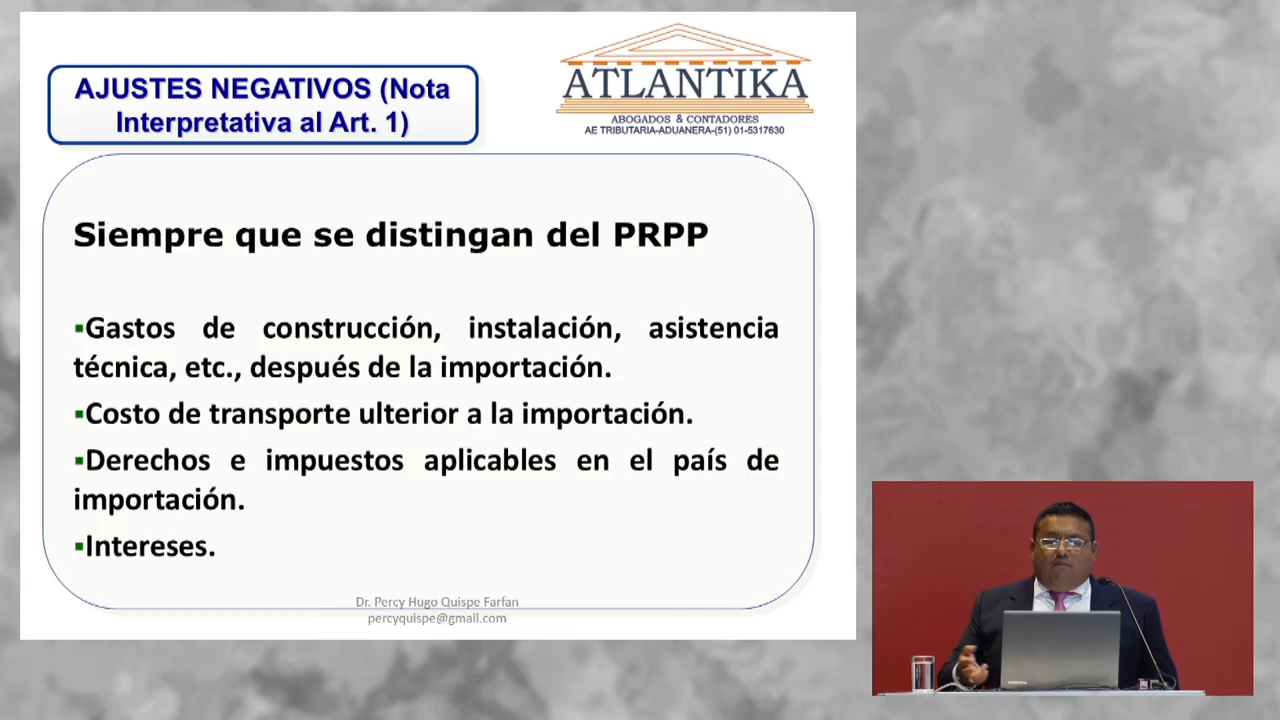 AJUSTES NEGATIVOS (Nota
Interpretativa al Art. 1)
ATLANTIKA
ABOGADOS & CONTADORES
AE TRIBUTARIA-ADUANERA-(51) 01-5317630
Siempre que se distingan del PRPP
▪Gastos de construcción, instalación, asistencia
técnica, etc., después de la importación.
▪Costo de transporte ulterior a la importación.
▪Derechos e impuestos aplicables en el país de
importación.
▪Intereses.
Dr. Percy Hugo Quispe Farfan
percyquispe@gmail.com